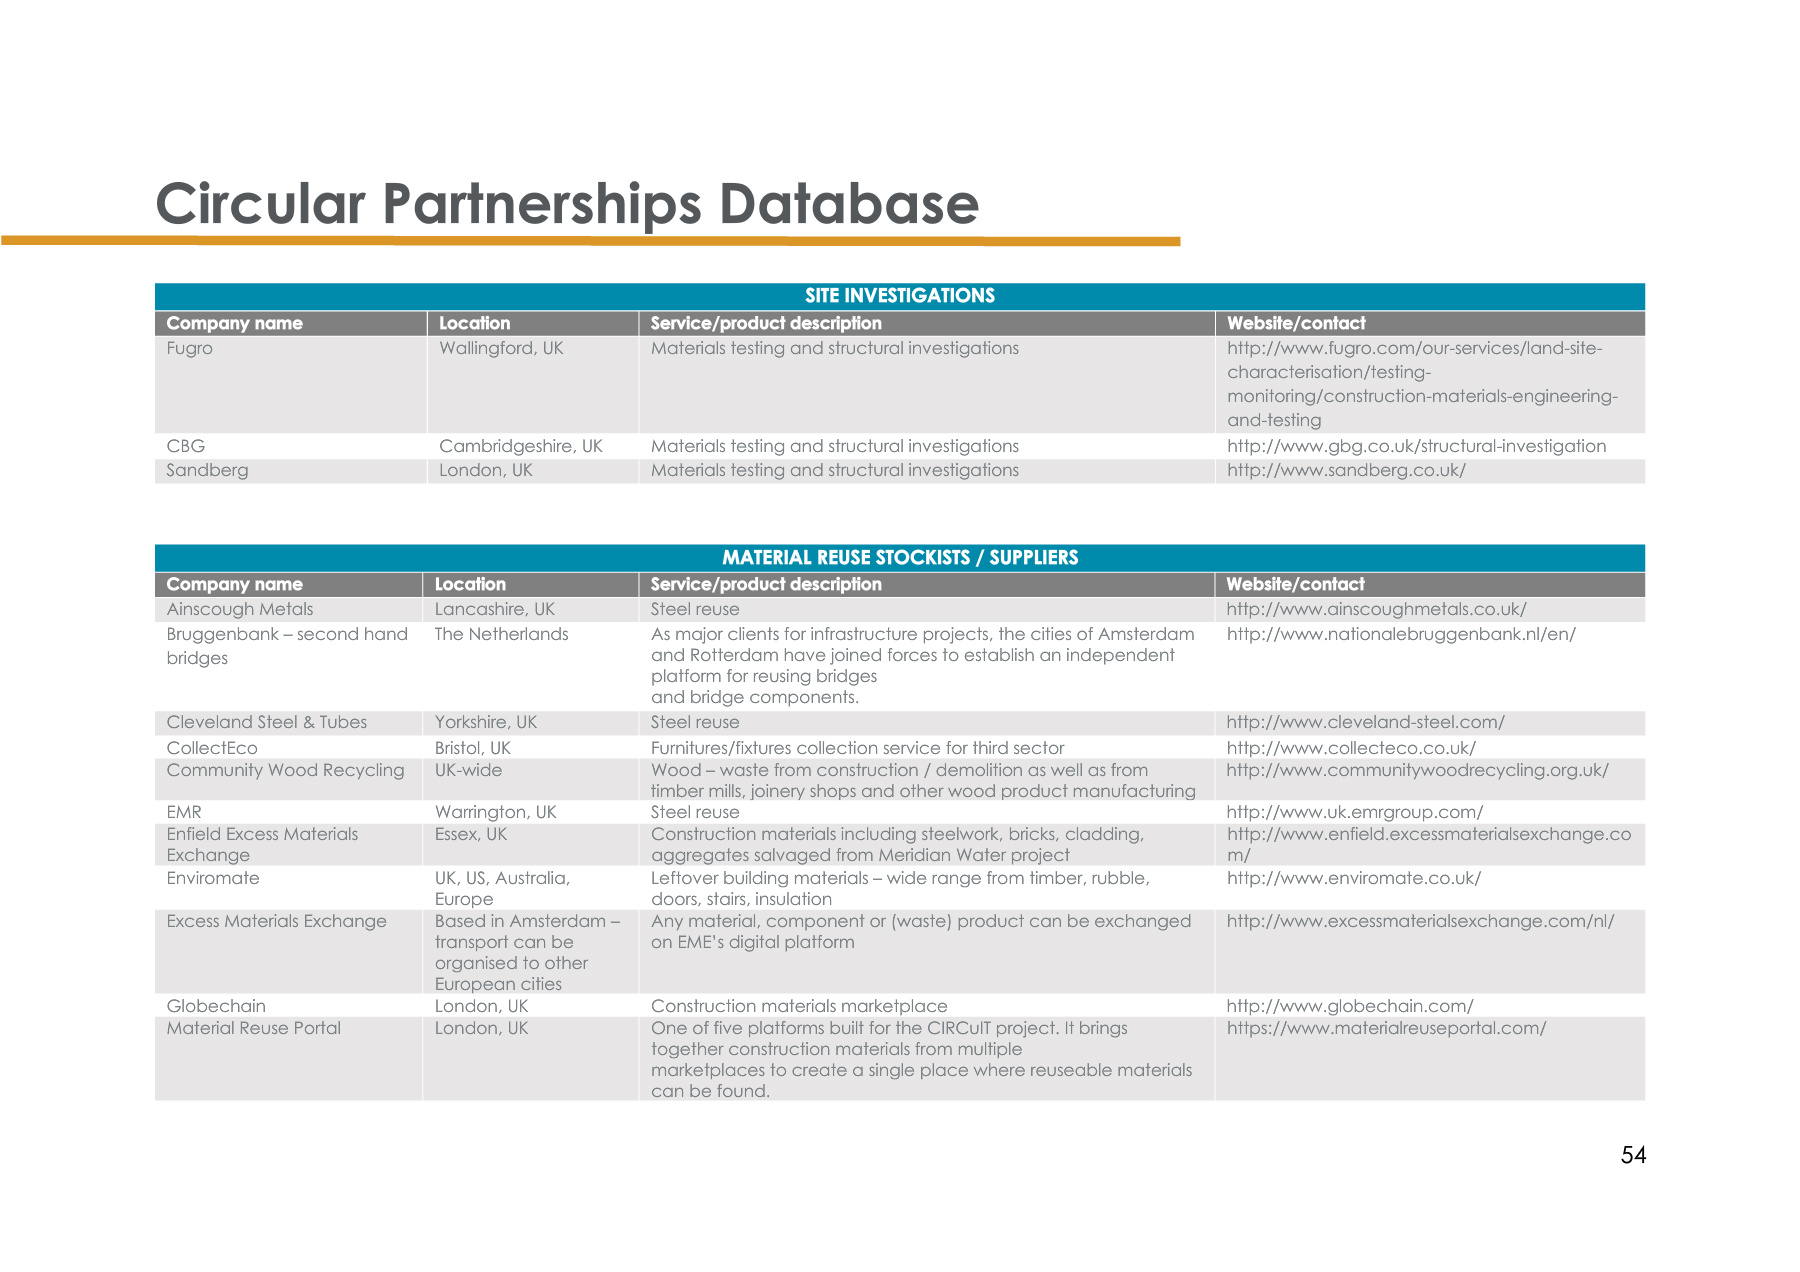 Circular Partnerships Database
SITE INVESTIGATIONS
Company name Location Service/product description Website/contact
Fugro Wallingford, UK Materials testing and structural investigations http://www.fugro.com/our-services/land-site-
characterisation/testing-
monitoring/construction-materials-engineering-
and-testing
CBG Cambridgeshire, UK Materials testing and structural investigations http://www.gbg.co.uk/structural-investigation
Sandberg London, UK Materials testing and structural investigations http://www.sandberg.co.uk/
MATERIAL REUSE STOCKISTS / SUPPLIERS
Company name Location Service/product description Website/contact
Ainscough Metals Lancashire, UK Steel reuse http://www.ainscoughmetals.co.uk/
Bruggenbank – second hand The Netherlands As major clients for infrastructure projects, the cities of Amsterdam http://www.nationalebruggenbank.nl/en/
bridges and Rotterdam have joined forces to establish an independent
platform for reusing bridges
and bridge components.
Cleveland Steel & Tubes Yorkshire, UK Steel reuse http://www.cleveland-steel.com/
CollectEco Bristol, UK Furnitures/fixtures collection service for third sector http://www.collecteco.co.uk/
Community Wood Recycling UK-wide Wood – waste from construction / demolition as well as from http://www.communitywoodrecycling.org.uk/
timber mills, joinery shops and other wood product manufacturing
EMR Warrington, UK Steel reuse http://www.uk.emrgroup.com/
Enfield Excess Materials Essex, UK Construction materials including steelwork, bricks, cladding, http://www.enfield.excessmaterialsexchange.co
Exchange aggregates salvaged from Meridian Water project m/
Enviromate UK, US, Australia, Leftover building materials – wide range from timber, rubble, http://www.enviromate.co.uk/
Europe doors, stairs, insulation
Excess Materials Exchange Based in Amsterdam – Any material, component or (waste) product can be exchanged http://www.excessmaterialsexchange.com/nl/
transport can be on EME's digital platform
organised to other
European cities
Globechain London, UK Construction materials marketplace http://www.globechain.com/
Material Reuse Portal London, UK One of five platforms built for the CIRCuIT project. It brings https://www.materialreuseportal.com/
together construction materials from multiple
marketplaces to create a single place where reuseable materials
can be found.
54